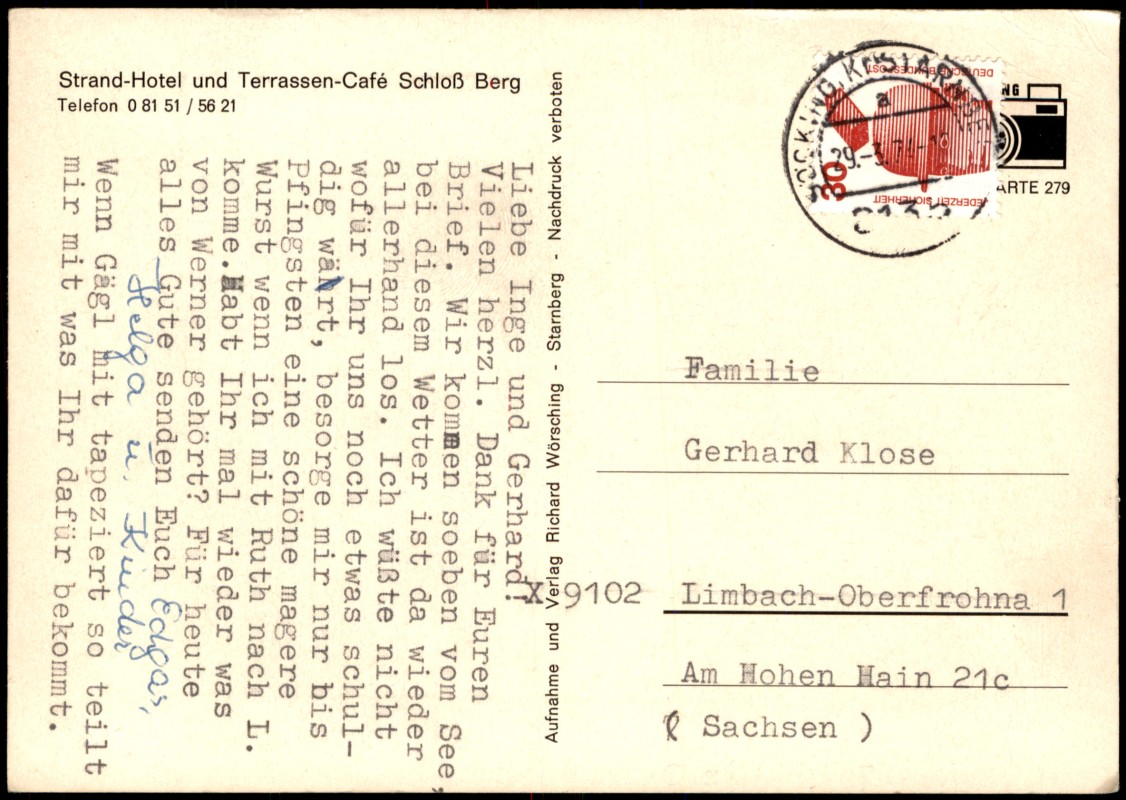 Strand-Hotel und Terrassen-Café Schloß Berg
Telefon 0 81 51 / 56 21
Liebe Inge und Gerhard!
Vielen herzl. Dank für Euren
Brief. Wir kommen soeben vom See,
bei diesem Wetter ist da wieder
allerhand los. Ich wüßte nicht
wofür Ihr uns noch etwas schul-
dig währt, besorge mir nur bis
Pfingsten eine schöne magere
Wurst wenn ich mit Ruth nach L.
komme. Habt Ihr mal wieder was
von Werner gehört? Für heute
alles Gute senden Euch Edgar,
Helga u. Kinder
Wenn Gägl mit tapeziert so teilt
mir mit was Ihr dafür bekommt.
Aufnahme und Verlag Richard Wörsching - Starnberg - Nachdruck verboten
DEUTSCHE BUNDESPOST
30
JEDERZEIT SICHERHEIT
a
29.-3.74-18
NG
ARTE 279
Familie
Gerhard Klose
X 9102 Limbach-Oberfrohna 1
Am Hohen Hain 21c
( Sachsen )